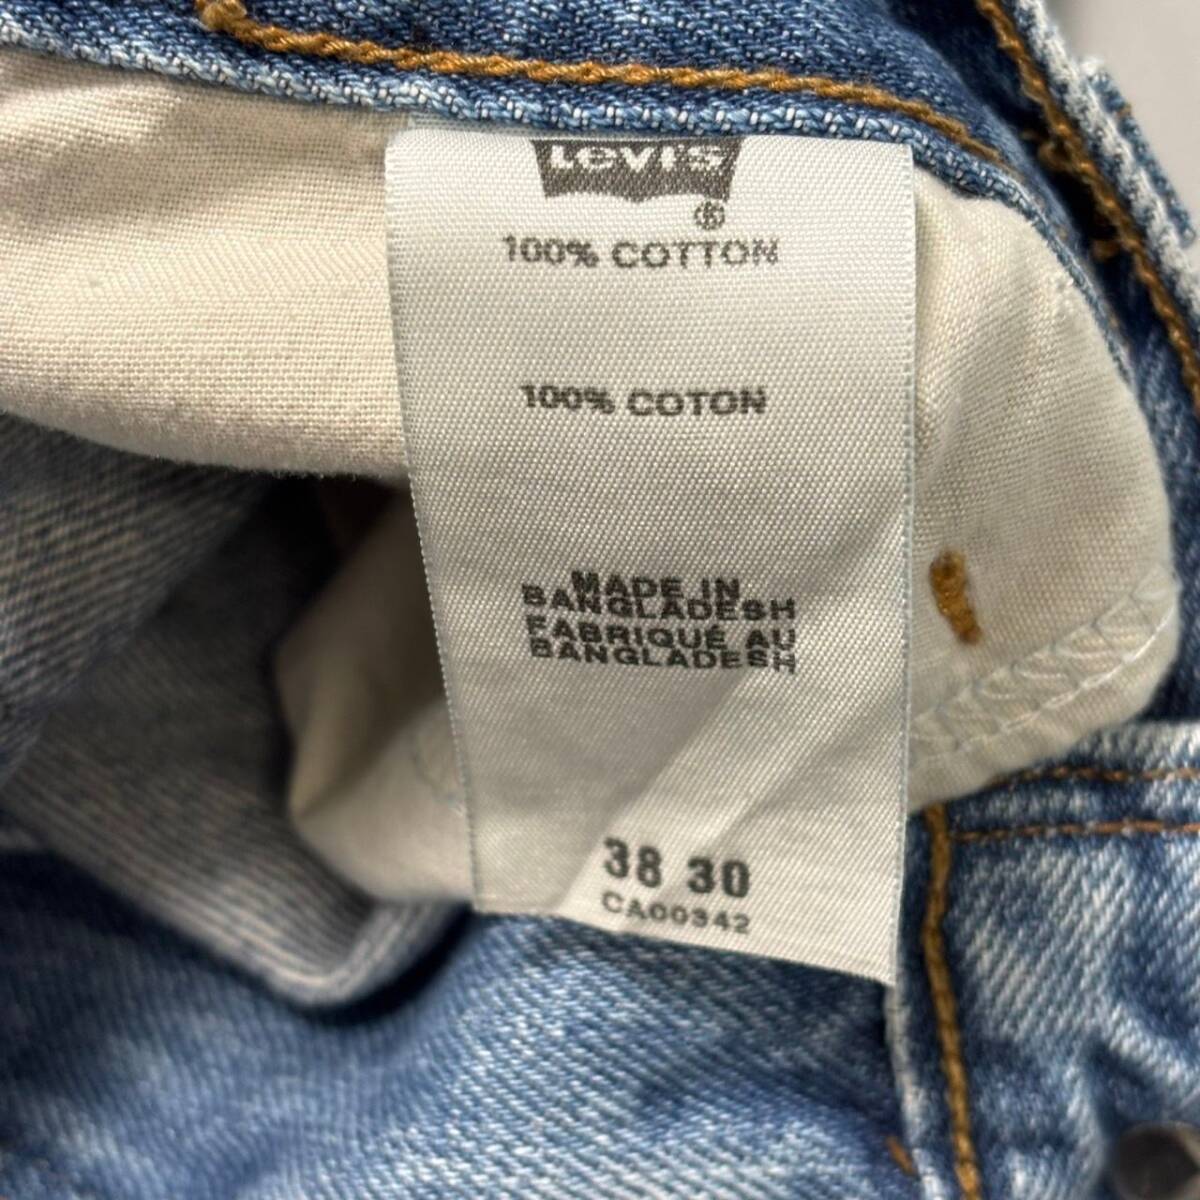 Levi's
®
100% COTTON
100% COTON
MADE IN
BANGLADESH
FABRIQUÉ AU
BANGLADESH
38 30
CA00342